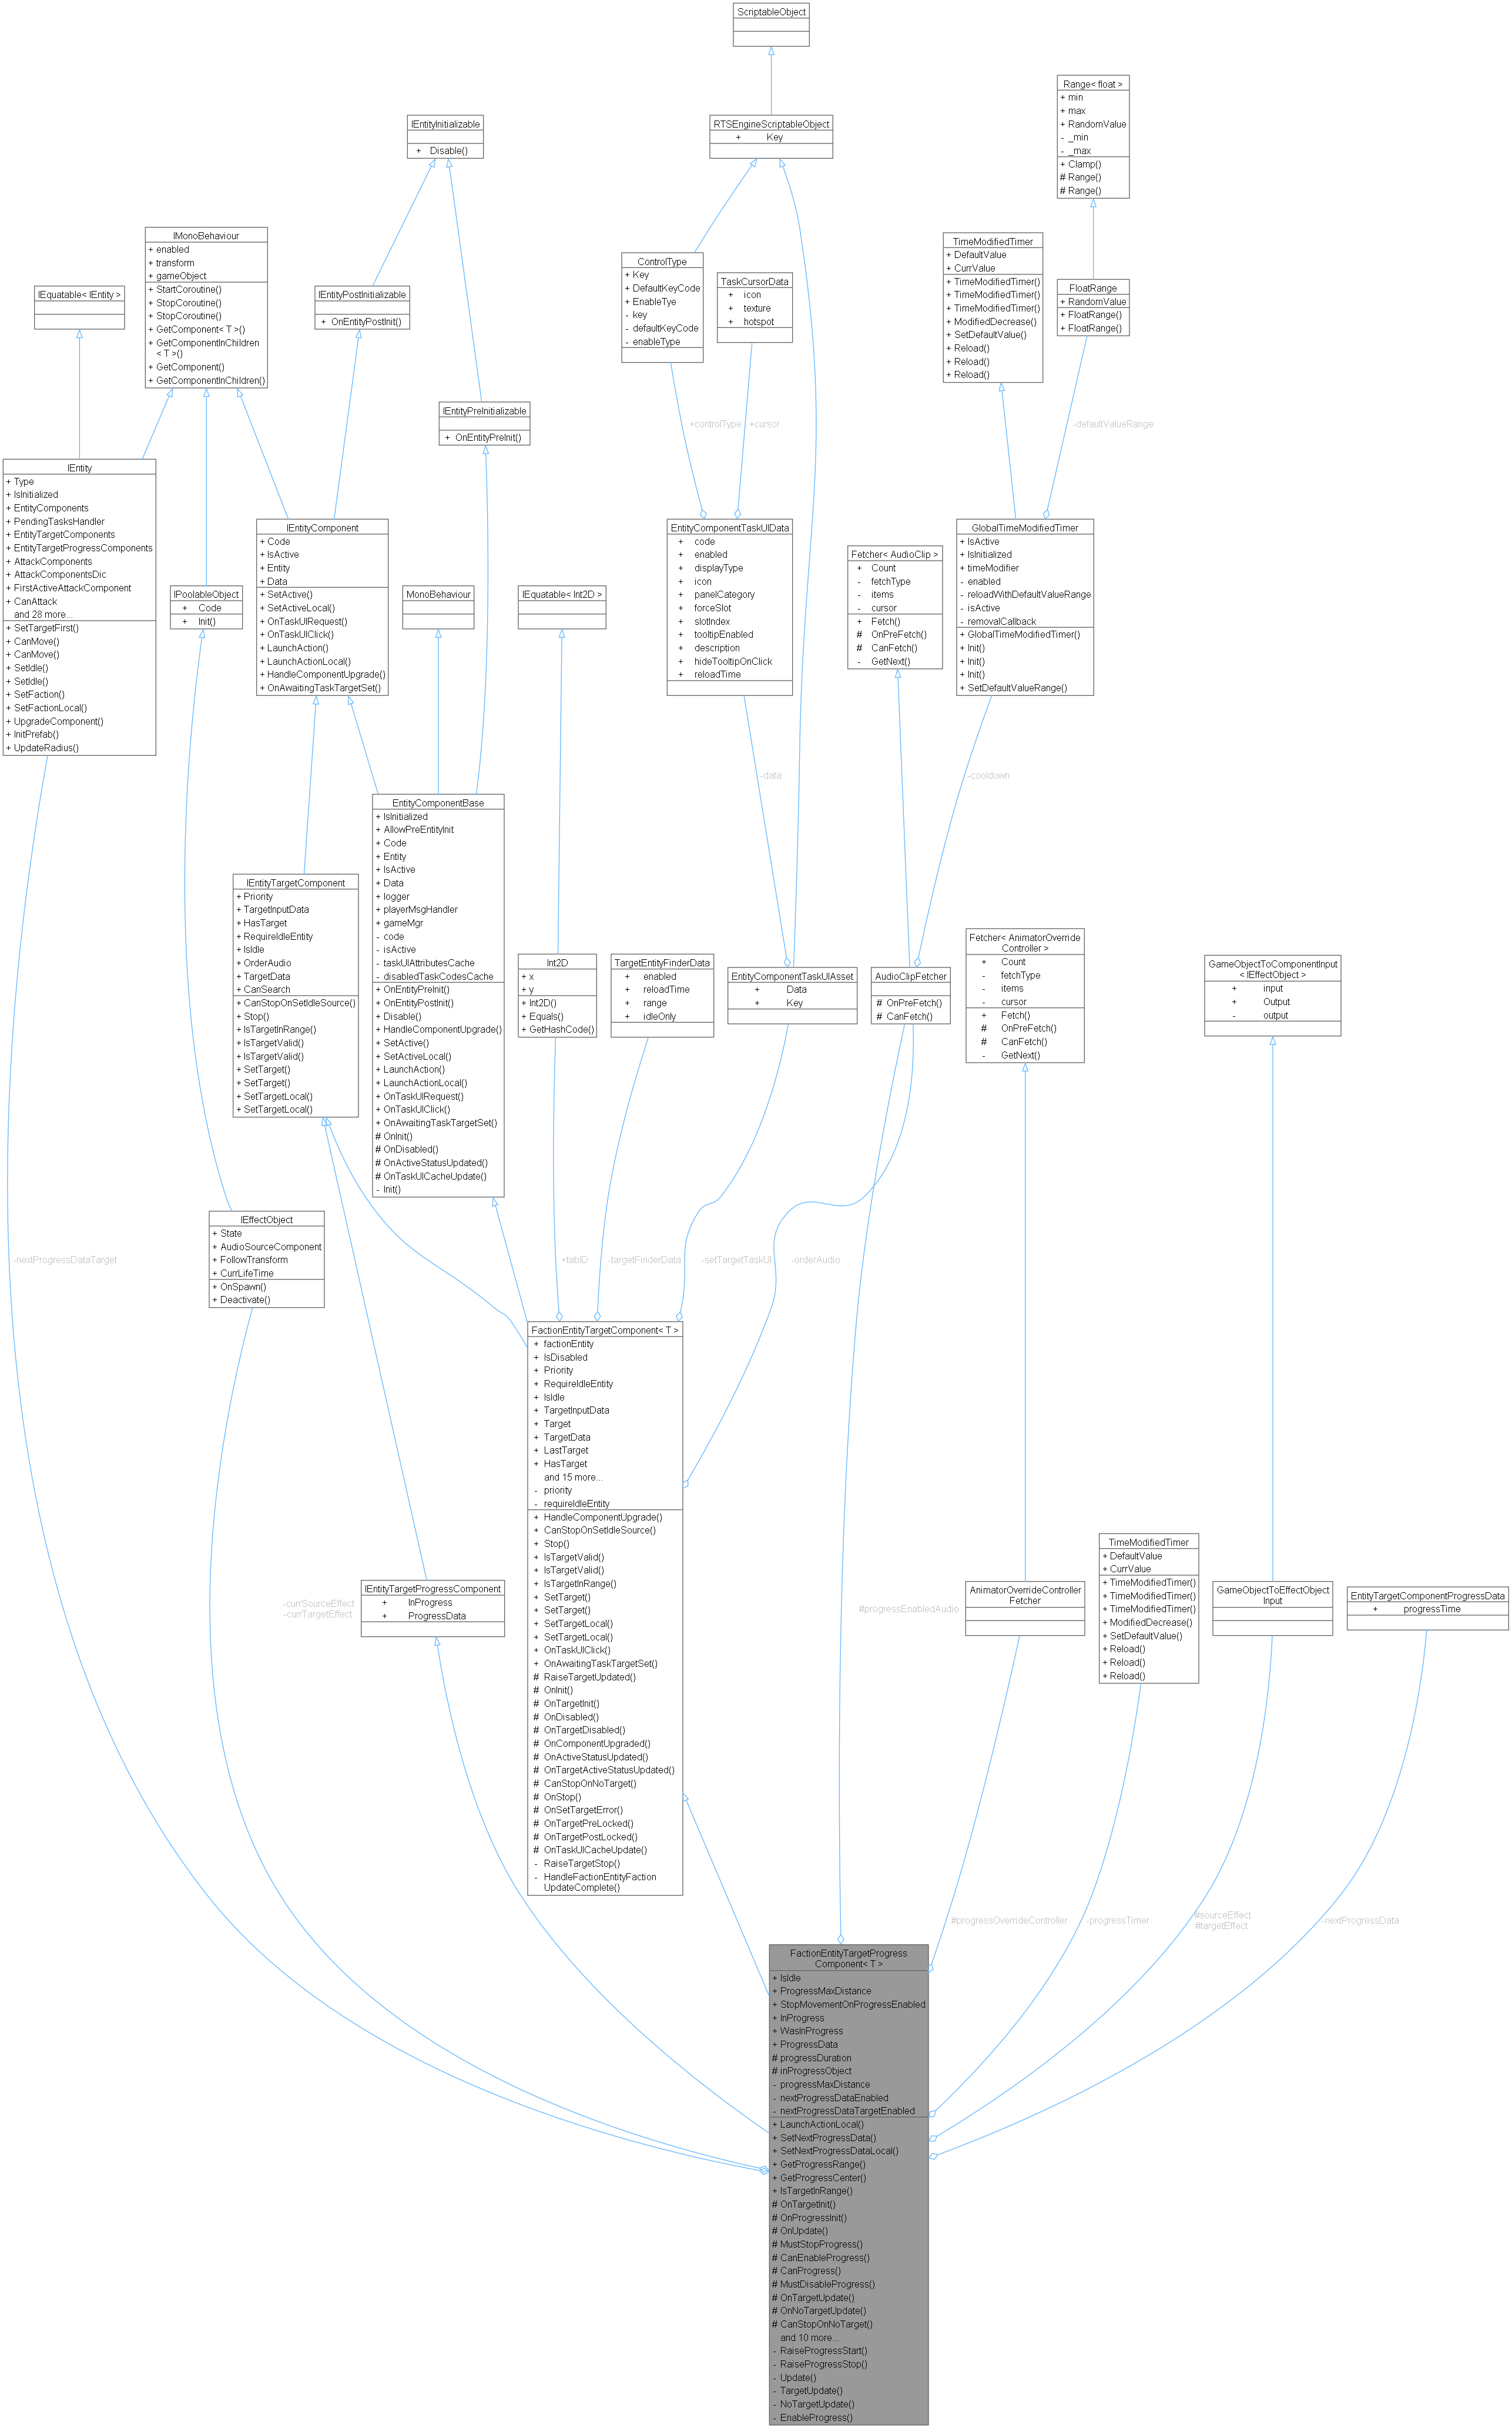 ScriptableObject
Range< float >
+ min
+ max
+ RandomValue
- _min
- _max
+ Clamp()
# Range()
# Range()
IEntityInitializable
+ Disable()
RTSEngineScriptableObject
+ Key
IMonoBehaviour
+ enabled
+ transform
+ gameObject
+ StartCoroutine()
+ StopCoroutine()
+ StopCoroutine()
+ GetComponent< T >()
+ GetComponentInChildren
< T >()
+ GetComponent()
+ GetComponentInChildren()
IEquatable< IEntity >
IEntityPostInitializable
+ OnEntityPostInit()
ControlType
+ Key
+ DefaultKeyCode
+ EnableTye
- key
- defaultKeyCode
- enableType
TaskCursorData
+ icon
+ texture
+ hotspot
TimeModifiedTimer
+ DefaultValue
+ CurrValue
+ TimeModifiedTimer()
+ TimeModifiedTimer()
+ TimeModifiedTimer()
+ ModifiedDecrease()
+ SetDefaultValue()
+ Reload()
+ Reload()
+ Reload()
FloatRange
+ RandomValue
+ FloatRange()
+ FloatRange()
IEntityPreInitializable
+ OnEntityPreInit()
+controlType
+cursor
-defaultValueRange
IEntity
+ Type
+ IsInitialized
+ EntityComponents
+ PendingTasksHandler
+ EntityTargetComponents
+ EntityTargetProgressComponents
+ AttackComponents
+ AttackComponentsDic
+ FirstActiveAttackComponent
+ CanAttack
and 28 more...
+ SetTargetFirst()
+ CanMove()
+ CanMove()
+ SetIdle()
+ SetIdle()
+ SetFaction()
+ SetFactionLocal()
+ UpgradeComponent()
+ InitPrefab()
+ UpdateRadius()
IPoolableObject
+ Code
+ Init()
IEntityComponent
+ Code
+ IsActive
+ Entity
+ Data
+ SetActive()
+ SetActiveLocal()
+ OnTaskUIRequest()
+ OnTaskUIClick()
+ LaunchAction()
+ LaunchActionLocal()
+ HandleComponentUpgrade()
+ OnAwaitingTaskTargetSet()
MonoBehaviour
IEquatable< Int2D >
EntityComponentTaskUIData
+ code
+ enabled
+ displayType
+ icon
+ panelCategory
+ forceSlot
+ slotIndex
+ tooltipEnabled
+ description
+ hideTooltipOnClick
+ reloadTime
Fetcher< AudioClip >
+ Count
- fetchType
- items
- cursor
+ Fetch()
# OnPreFetch()
# CanFetch()
- GetNext()
GlobalTimeModifiedTimer
+ IsActive
+ IsInitialized
+ timeModifier
- enabled
- reloadWithDefaultValueRange
- isActive
- removalCallback
+ GlobalTimeModifiedTimer()
+ Init()
+ Init()
+ Init()
+ SetDefaultValueRange()
-data
-cooldown
EntityComponentBase
+ IsInitialized
+ AllowPreEntityInit
+ Code
+ Entity
+ IsActive
+ Data
+ logger
+ playerMsgHandler
+ gameMgr
- code
- isActive
- taskUIAttributesCache
- disabledTaskCodesCache
+ OnEntityPreInit()
+ OnEntityPostInit()
+ Disable()
+ HandleComponentUpgrade()
+ SetActive()
+ SetActiveLocal()
+ LaunchAction()
+ LaunchActionLocal()
+ OnTaskUIRequest()
+ OnTaskUIClick()
+ OnAwaitingTaskTargetSet()
# OnInit()
# OnDisabled()
# OnActiveStatusUpdated()
# OnTaskUICacheUpdate()
- Init()
IEntityTargetComponent
+ Priority
+ TargetInputData
+ HasTarget
+ RequireIdleEntity
+ IsIdle
+ OrderAudio
+ TargetData
+ CanSearch
+ CanStopOnSetIdleSource()
+ Stop()
+ IsTargetInRange()
+ IsTargetValid()
+ IsTargetValid()
+ SetTarget()
+ SetTarget()
+ SetTargetLocal()
+ SetTargetLocal()
Int2D
+ x
+ y
+ Int2D()
+ Equals()
+ GetHashCode()
TargetEntityFinderData
+ enabled
+ reloadTime
+ range
+ idleOnly
EntityComponentTaskUIAsset
+ Data
+ Key
AudioClipFetcher
# OnPreFetch()
# CanFetch()
Fetcher< AnimatorOverride
Controller >
+ Count
- fetchType
- items
- cursor
+ Fetch()
# OnPreFetch()
# CanFetch()
- GetNext()
GameObjectToComponentInput
< IEffectObject >
+ input
+ Output
- output
IEffectObject
+ State
+ AudioSourceComponent
+ FollowTransform
+ CurrLifeTime
+ OnSpawn()
+ Deactivate()
-nextProgressDataTarget
+tabID
-targetFinderData
-setTargetTaskUI
-orderAudio
FactionEntityTargetComponent< T >
+ factionEntity
+ IsDisabled
+ Priority
+ RequireIdleEntity
+ IsIdle
+ TargetInputData
+ Target
+ TargetData
+ LastTarget
+ HasTarget
and 15 more...
- priority
- requireIdleEntity
+ HandleComponentUpgrade()
+ CanStopOnSetIdleSource()
+ Stop()
+ IsTargetValid()
+ IsTargetValid()
+ IsTargetInRange()
+ SetTarget()
+ SetTarget()
+ SetTargetLocal()
+ SetTargetLocal()
+ OnTaskUIClick()
+ OnAwaitingTaskTargetSet()
# RaiseTargetUpdated()
# OnInit()
# OnTargetInit()
# OnDisabled()
# OnTargetDisabled()
# OnComponentUpgraded()
# OnActiveStatusUpdated()
# OnTargetActiveStatusUpdated()
# CanStopOnNoTarget()
# OnStop()
# OnSetTargetError()
# OnTargetPreLocked()
# OnTargetPostLocked()
# OnTaskUICacheUpdate()
- RaiseTargetStop()
- HandleFactionEntityFaction
UpdateComplete()
IEntityTargetProgressComponent
+ InProgress
+ ProgressData
-currSourceEffect
-currTargetEffect
#progressEnabledAudio
AnimatorOverrideController
Fetcher
TimeModifiedTimer
+ DefaultValue
+ CurrValue
+ TimeModifiedTimer()
+ TimeModifiedTimer()
+ TimeModifiedTimer()
+ ModifiedDecrease()
+ SetDefaultValue()
+ Reload()
+ Reload()
+ Reload()
GameObjectToEffectObject
Input
EntityTargetComponentProgressData
+ progressTime
#progressOverrideController
-progressTimer
#sourceEffect
#targetEffect
-nextProgressData
FactionEntityTargetProgress
Component< T >
+ IsIdle
+ ProgressMaxDistance
+ StopMovementOnProgressEnabled
+ InProgress
+ WasInProgress
+ ProgressData
# progressDuration
# inProgressObject
- progressMaxDistance
- nextProgressDataEnabled
- nextProgressDataTargetEnabled
+ LaunchActionLocal()
+ SetNextProgressData()
+ SetNextProgressDataLocal()
+ GetProgressRange()
+ GetProgressCenter()
+ IsTargetInRange()
# OnTargetInit()
# OnProgressInit()
# OnUpdate()
# MustStopProgress()
# CanEnableProgress()
# CanProgress()
# MustDisableProgress()
# OnTargetUpdate()
# OnNoTargetUpdate()
# CanStopOnNoTarget()
and 10 more...
- RaiseProgressStart()
- RaiseProgressStop()
- Update()
- TargetUpdate()
- NoTargetUpdate()
- EnableProgress()